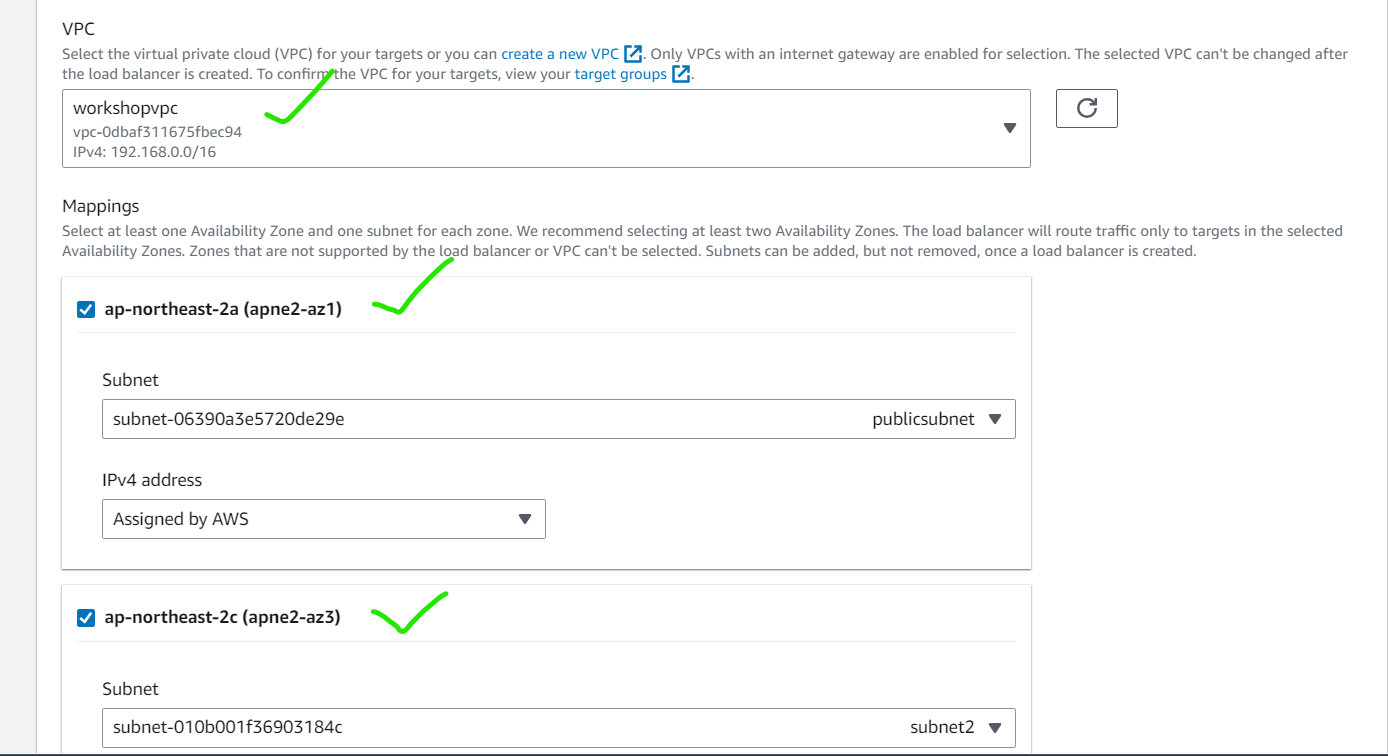 VPC
Select the virtual private cloud (VPC) for your targets or you can create a new VPC. Only VPCs with an internet gateway are enabled for selection. The selected VPC can't be changed after
the load balancer is created. To confirm the VPC for your targets, view your target groups.
workshopvpc
vpc-0dbaf311675fbec94
IPv4: 192.168.0.0/16
Mappings
Select at least one Availability Zone and one subnet for each zone. We recommend selecting at least two Availability Zones. The load balancer will route traffic only to targets in the selected
Availability Zones. Zones that are not supported by the load balancer or VPC can't be selected. Subnets can be added, but not removed, once a load balancer is created.
ap-northeast-2a (apne2-az1)
Subnet
subnet-06390a3e5720de29e publicsubnet
IPv4 address
Assigned by AWS
ap-northeast-2c (apne2-az3)
Subnet
subnet-010b001f36903184c subnet2